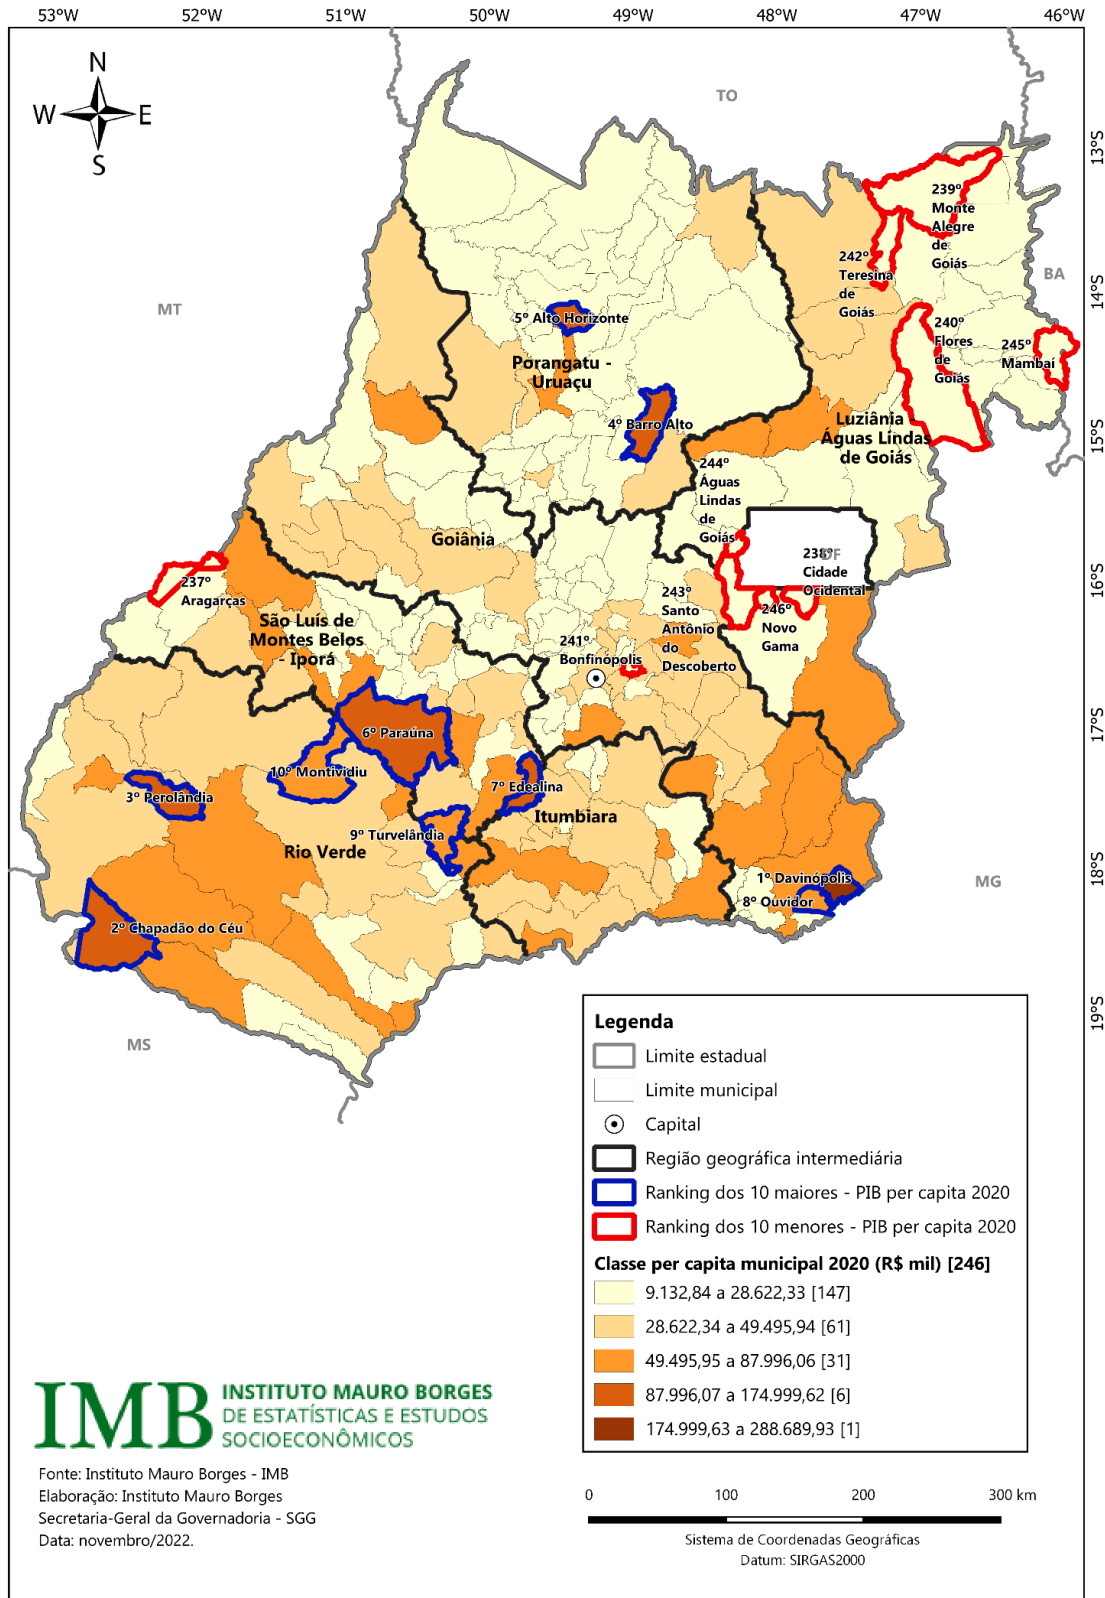 53°W
52°W
51°W
50°W
49°W
48°W
47°W
46°W
N
W
E
S
TO
13°S
239º
Monte
Alegre
de
Goiás
242º
Teresina
de
Goiás
BA
14°S
MT
5º Alto Horizonte
240º
Flores
de
Goiás
245º
Mambaí
Porangatu -
Uruaçu
4º Barro Alto
Luziânia -
Águas Lindas
de Goiás
15°S
244º
Águas
Lindas
de
Goiás
Goiânia
DF
238º
Cidade
Ocidental
16°S
237º
Aragarças
243º
Santo
Antônio
do
Descoberto
246º
Novo
Gama
São Luís de
Montes Belos
- Iporá
241º
Bonfinópolis
17°S
6º Paraúna
10º Montividiu
3º Perolândia
7º Edealina
Itumbiara
9º Turvelândia
Rio Verde
18°S
1º Davinópolis
8º Ouvidor
MG
2º Chapadão do Céu
19°S
MS
Legenda
Limite estadual
Limite municipal
Capital
Região geográfica intermediária
Ranking dos 10 maiores - PIB per capita 2020
Ranking dos 10 menores - PIB per capita 2020
Classe per capita municipal 2020 (R$ mil) [246]
9.132,84 a 28.622,33 [147]
28.622,34 a 49.495,94 [61]
49.495,95 a 87.996,06 [31]
87.996,07 a 174.999,62 [6]
174.999,63 a 288.689,93 [1]
IMB
INSTITUTO MAURO BORGES
DE ESTATÍSTICAS E ESTUDOS
SOCIOECONÔMICOS
Fonte: Instituto Mauro Borges - IMB
Elaboração: Instituto Mauro Borges
Secretaria-Geral da Governadoria - SGG
Data: novembro/2022.
0
100
200
300 km
Sistema de Coordenadas Geográficas
Datum: SIRGAS2000